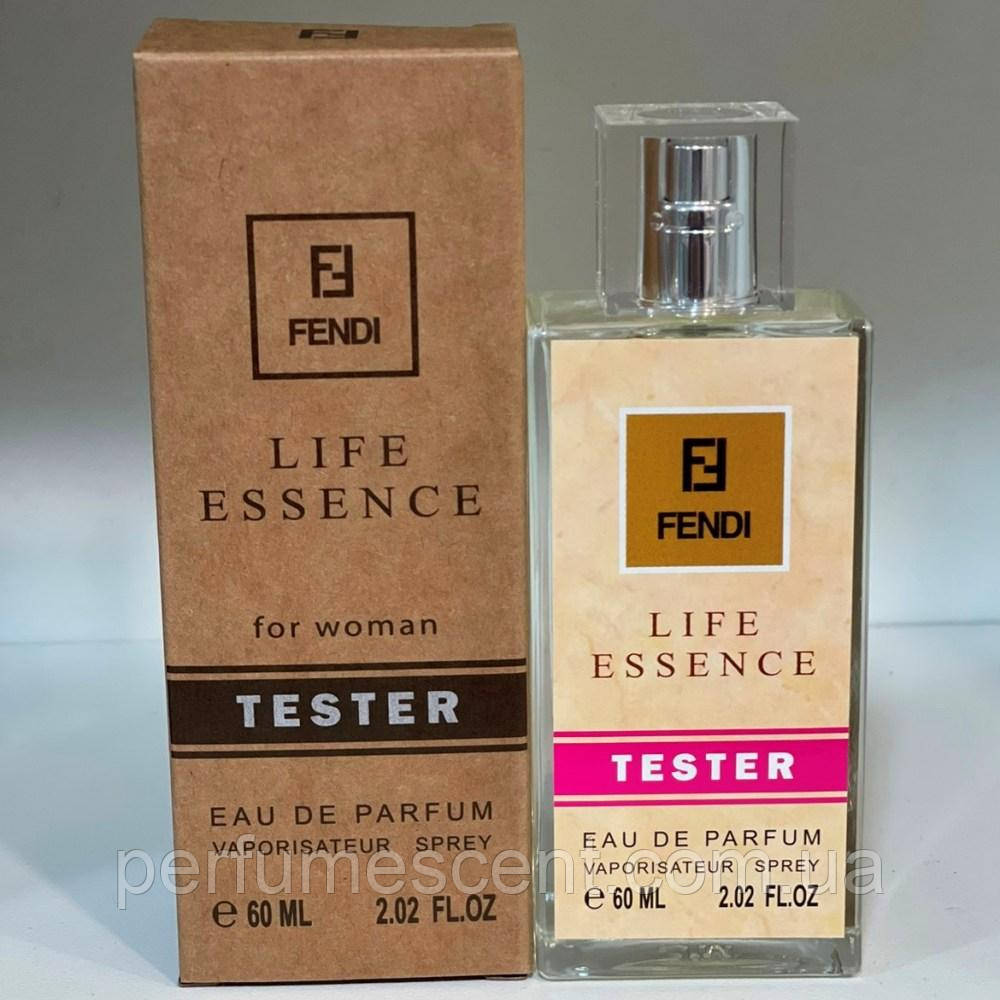 FENDI
LIFE
ESSENCE
for woman
TESTER
EAU DE PARFUM
VAPORISATEUR SPREY
e 60 ML 2.02 FL.OZ
FENDI
LIFE
ESSENCE
TESTER
EAU DE PARFUM
VAPORISATEUR SPREY
e 60 ML 2.02 FL.OZ
perfumescent.com.ua